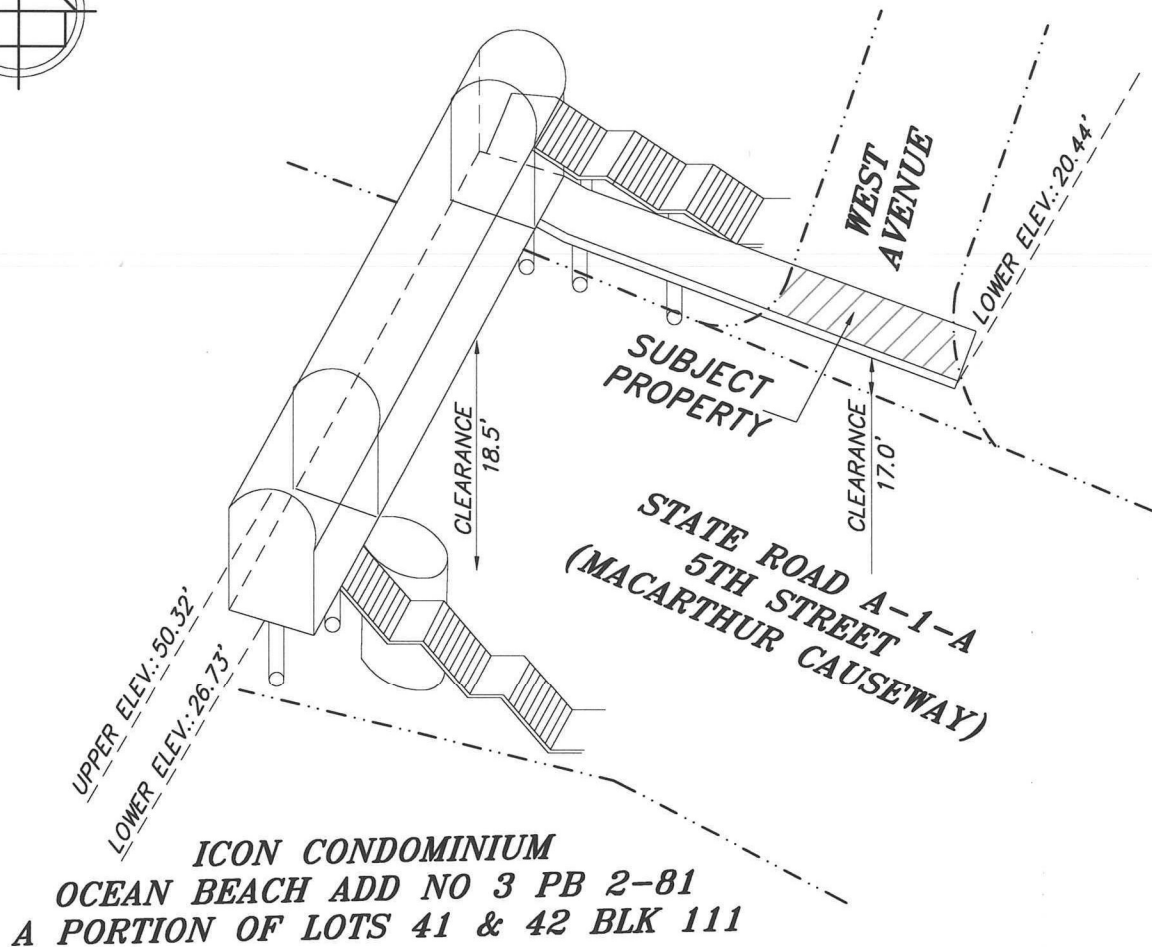 WEST
AVENUE
LOWER ELEV.: 20.44'
SUBJECT
PROPERTY
CLEARANCE
18.5'
CLEARANCE
17.0'
STATE ROAD A-1-A
5TH STREET
(MACARTHUR CAUSEWAY)
UPPER ELEV.: 50.32'
LOWER ELEV.: 26.73'
ICON CONDOMINIUM
OCEAN BEACH ADD NO 3 PB 2-81
A PORTION OF LOTS 41 & 42 BLK 111